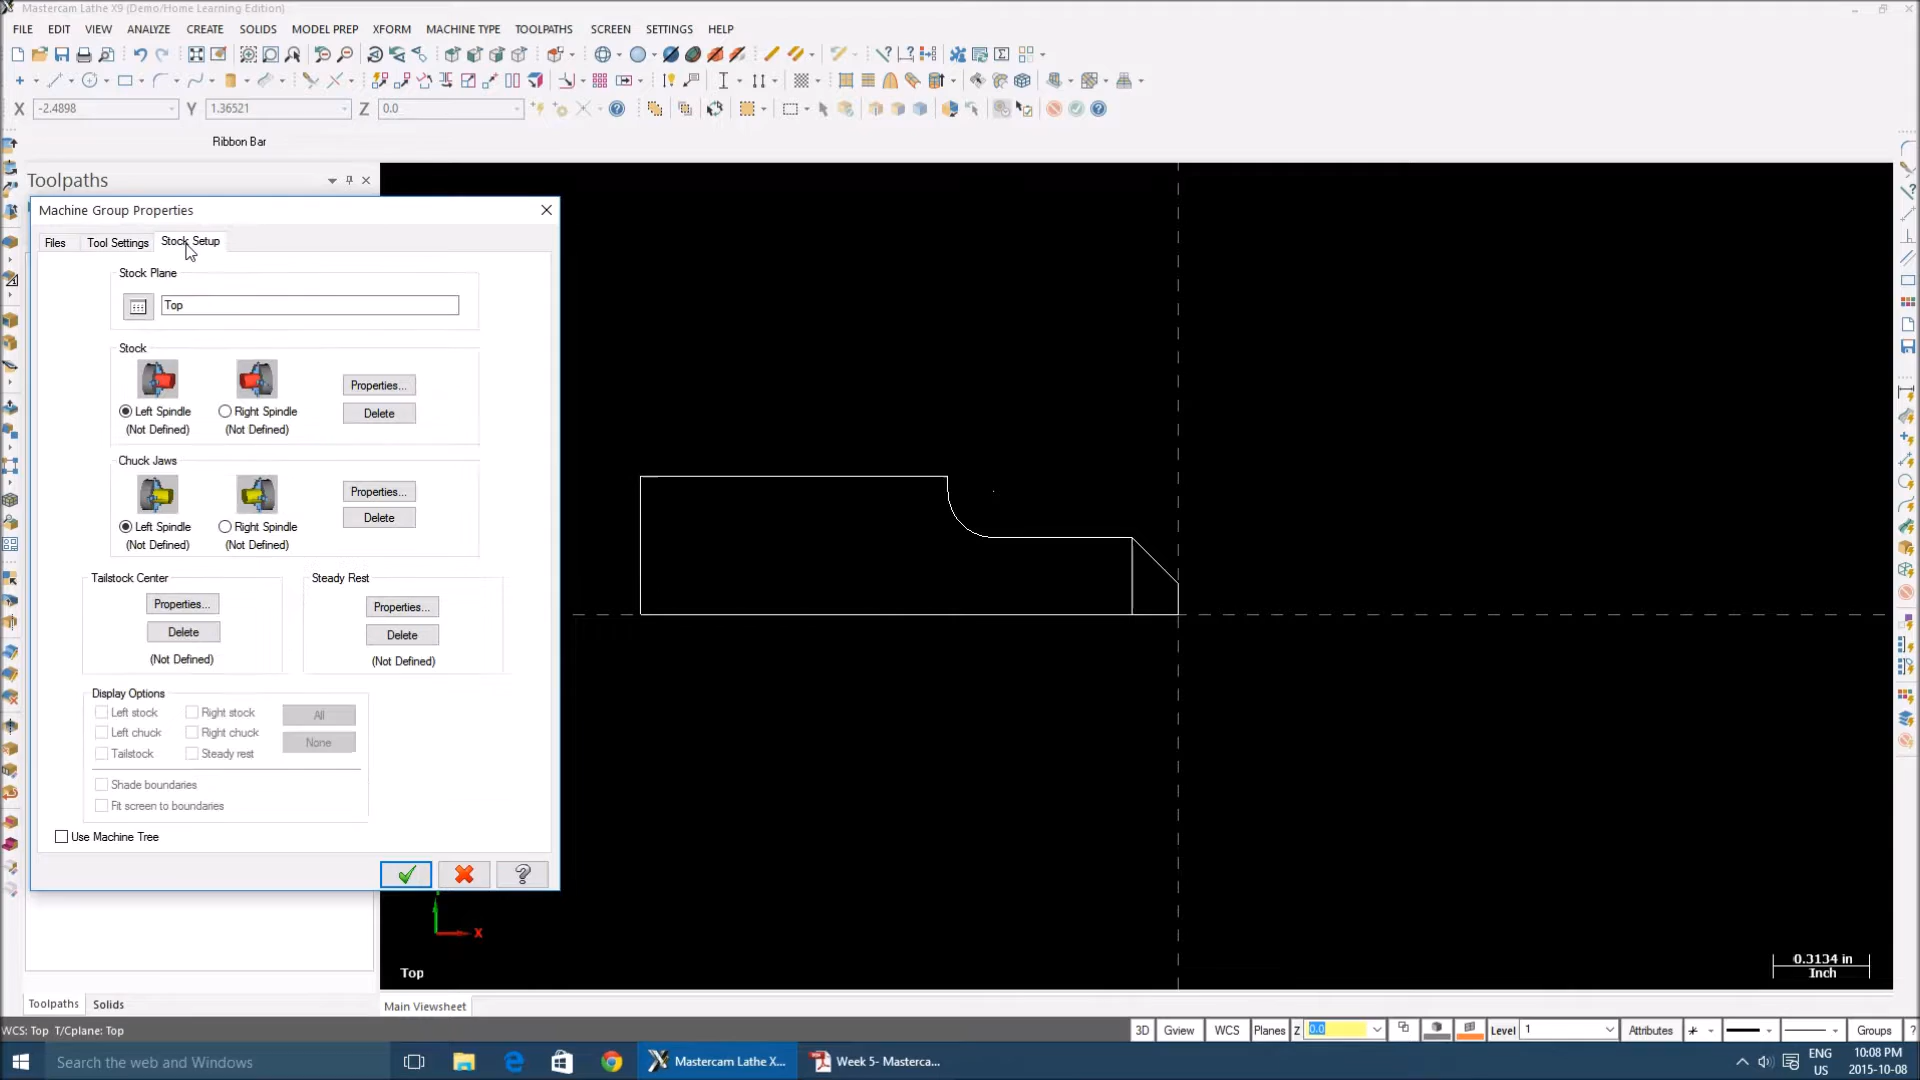 Mastercam Lathe X9 (Demo/Home Learning Edition)
FILE EDIT VIEW ANALYZE CREATE SOLIDS MODEL PREP XFORM MACHINE TYPE TOOLPATHS SCREEN SETTINGS HELP
X -2.4898 Y 1.36521 Z 0.0
Ribbon Bar
Toolpaths
Machine Group Properties
Files Tool Settings Stock Setup
Stock Plane
Top
Stock
Properties...
Left Spindle Right Spindle Delete
(Not Defined) (Not Defined)
Chuck Jaws
Properties...
Left Spindle Right Spindle Delete
(Not Defined) (Not Defined)
Tailstock Center Steady Rest
Properties... Properties...
Delete Delete
(Not Defined) (Not Defined)
Display Options
Left stock Right stock All
Left chuck Right chuck
None
Tailstock Steady rest
Shade boundaries
Fit screen to boundaries
Use Machine Tree
X
Top
0.3134 in
Inch
Toolpaths Solids
Main Viewsheet
WCS: Top T/Cplane: Top
3D Gview WCS Planes Z 0.0 Level 1 Attributes Groups ?
Search the web and Windows
Mastercam Lathe X...
Week 5- Masterca...
ENG
US
10:08 PM
2015-10-08